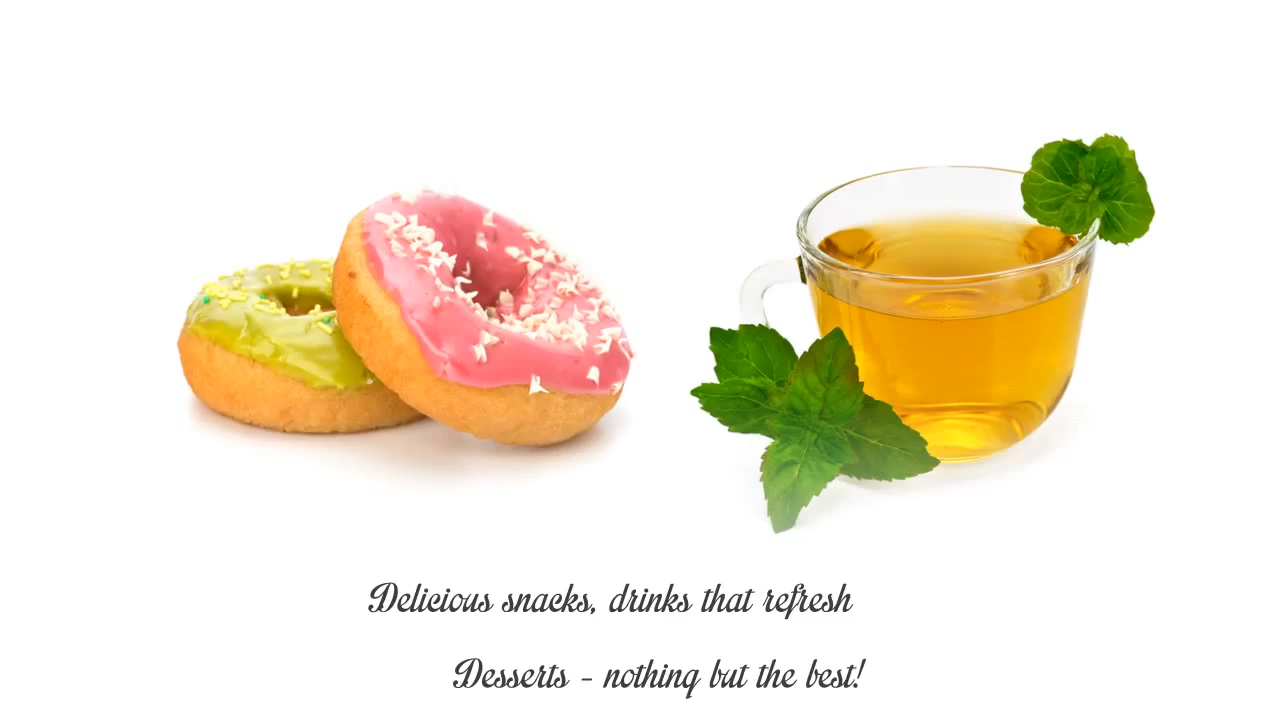 Delicious snacks, drinks that refresh
Desserts - nothing but the best!